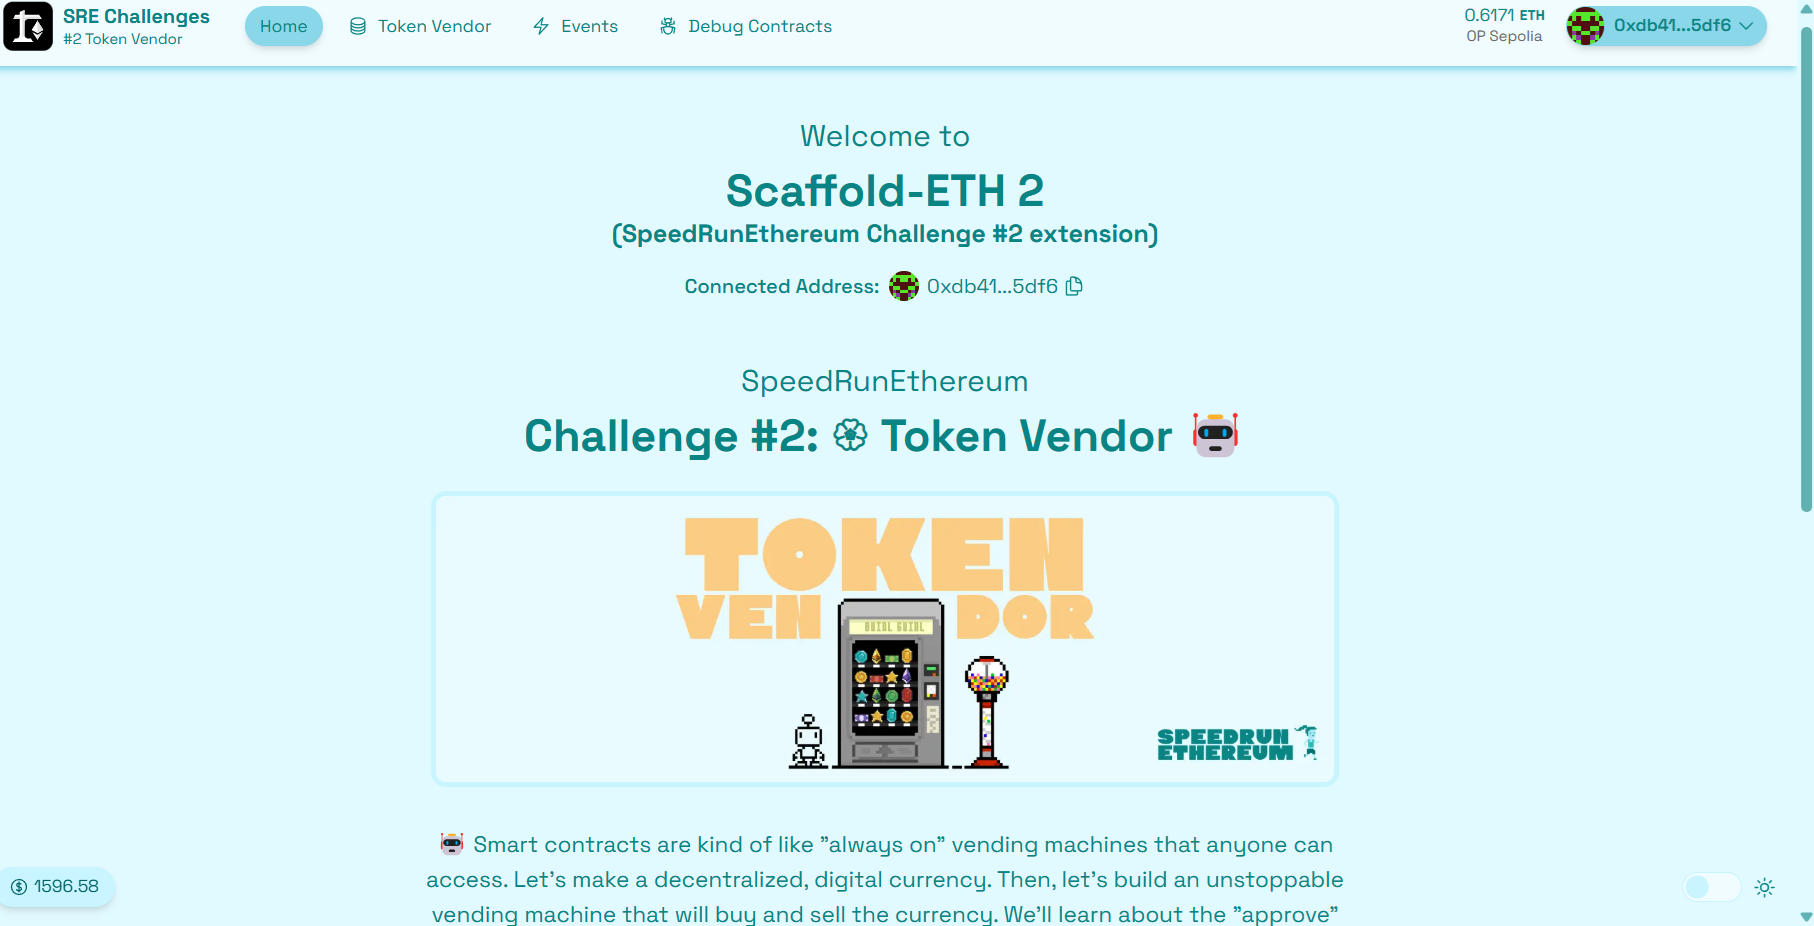 SRE Challenges
#2 Token Vendor
Home
Token Vendor
Events
Debug Contracts
0.6171 ETH
OP Sepolia
0xdb41...5df6
Welcome to
Scaffold-ETH 2
(SpeedRunEthereum Challenge #2 extension)
Connected Address: 0xdb41...5df6
SpeedRunEthereum
Challenge #2: Token Vendor
TOKEN
VEN DOR
BUIDL GUIDL
SPEEDRUN
ETHEREUM
Smart contracts are kind of like ”always on” vending machines that anyone can
access. Let’s make a decentralized, digital currency. Then, let’s build an unstoppable
vending machine that will buy and sell the currency. We’ll learn about the ”approve”
1596.58